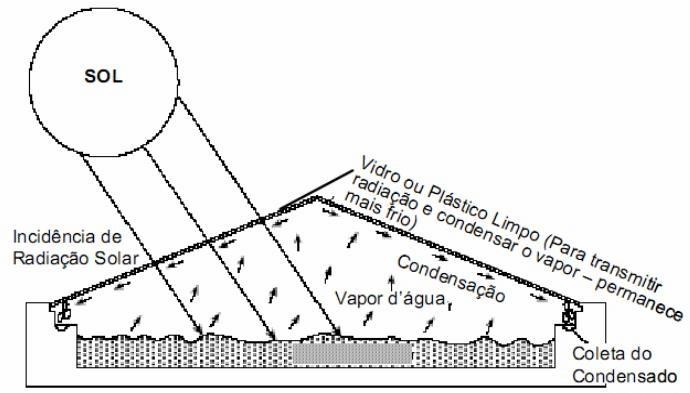 SOL
Vidro ou Plástico Limpo (Para transmitir
radiação e condensar o vapor – permanece
mais frio)
Incidência de
Radiação Solar
Condensação
Vapor d'água
Coleta do
Condensado